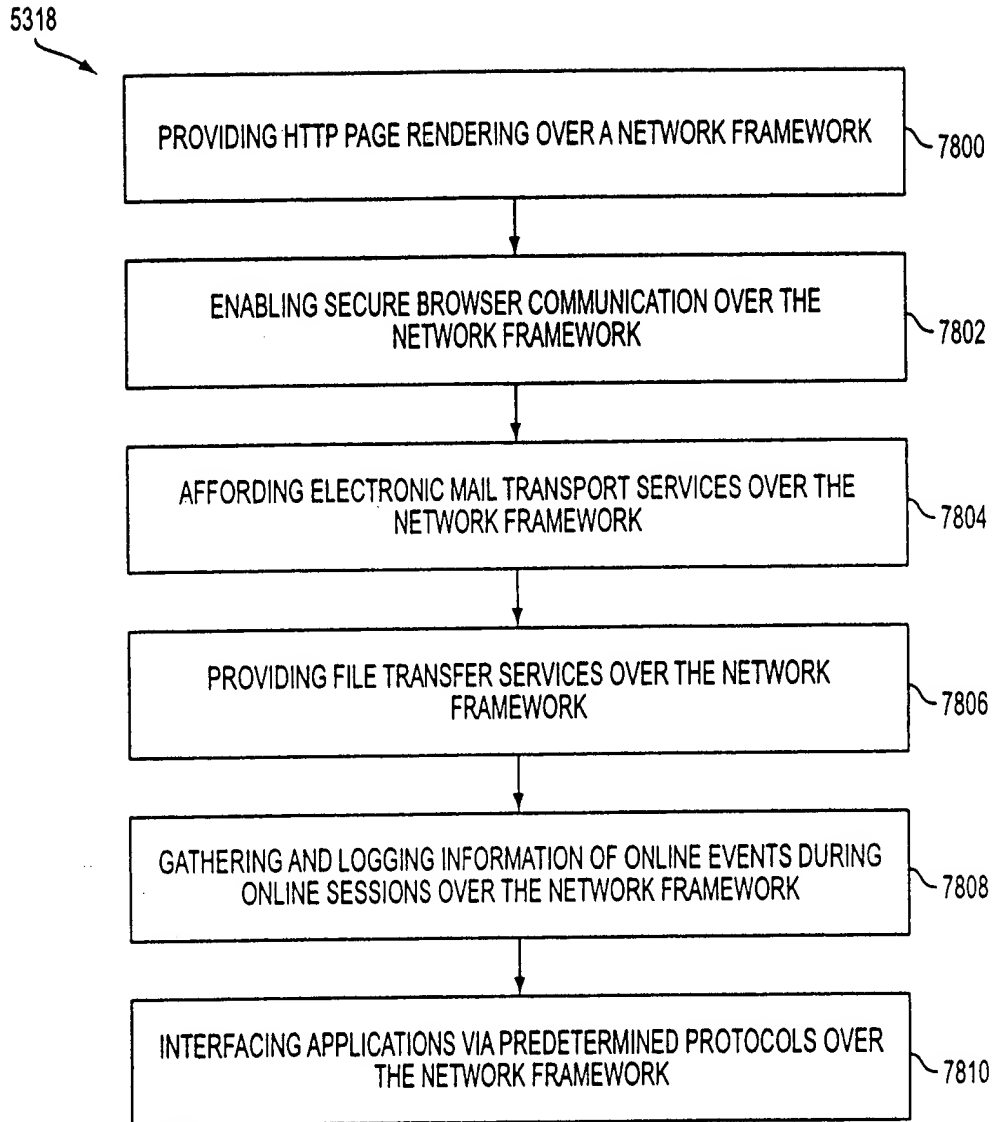 5318
PROVIDING HTTP PAGE RENDERING OVER A NETWORK FRAMEWORK
7800
ENABLING SECURE BROWSER COMMUNICATION OVER THE
NETWORK FRAMEWORK
7802
AFFORDING ELECTRONIC MAIL TRANSPORT SERVICES OVER THE
NETWORK FRAMEWORK
7804
PROVIDING FILE TRANSFER SERVICES OVER THE NETWORK
FRAMEWORK
7806
GATHERING AND LOGGING INFORMATION OF ONLINE EVENTS DURING
ONLINE SESSIONS OVER THE NETWORK FRAMEWORK
7808
INTERFACING APPLICATIONS VIA PREDETERMINED PROTOCOLS OVER
THE NETWORK FRAMEWORK
7810